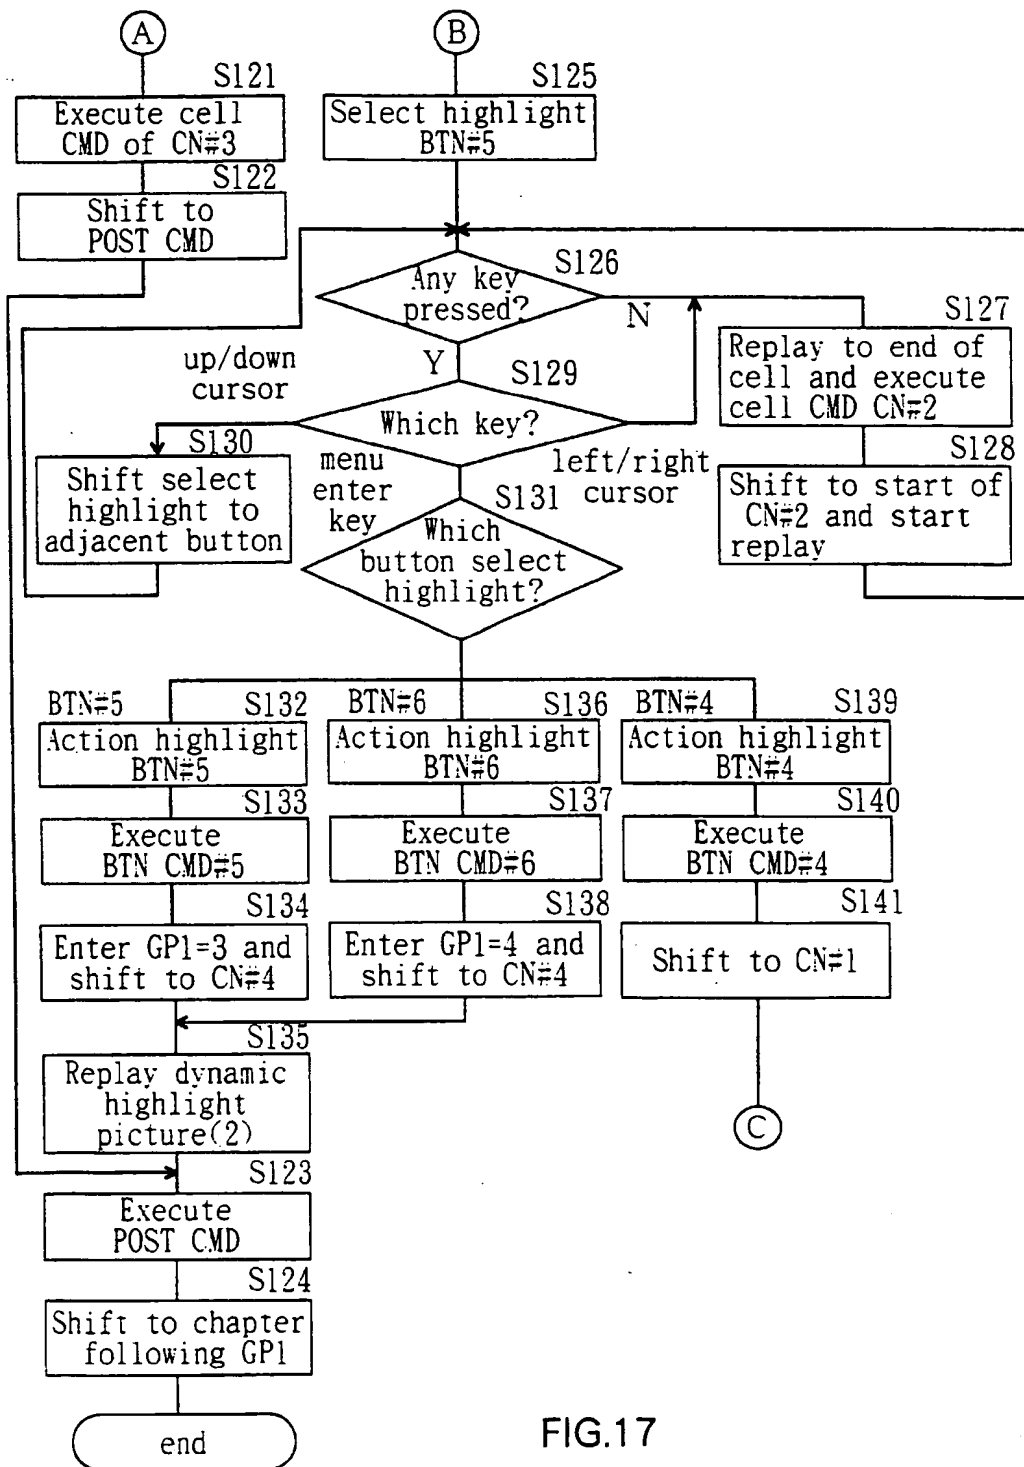 A
S121
Execute cell
CMD of CN#3
S122
Shift to
POST CMD
B
S125
Select highlight
BTN#5
S126
Any key
pressed?
N
Y
S127
Replay to end of
cell and execute
cell CMD CN#2
S128
Shift to start of
CN#2 and start
replay
up/down
cursor
S129
Which key?
S130
Shift select
highlight to
adjacent button
menu
enter
key
left/right
cursor
S131
Which
button select
highlight?
BTN#5
S132
Action highlight
BTN#5
S133
Execute
BTN CMD#5
S134
Enter GP1=3 and
shift to CN#4
BTN#6
S136
Action highlight
BTN#6
S137
Execute
BTN CMD#6
S138
Enter GP1=4 and
shift to CN#4
BTN#4
S139
Action highlight
BTN#4
S140
Execute
BTN CMD#4
S141
Shift to CN#1
C
S135
Replay dynamic
highlight
picture(2)
S123
Execute
POST CMD
S124
Shift to chapter
following GP1
end
FIG.17